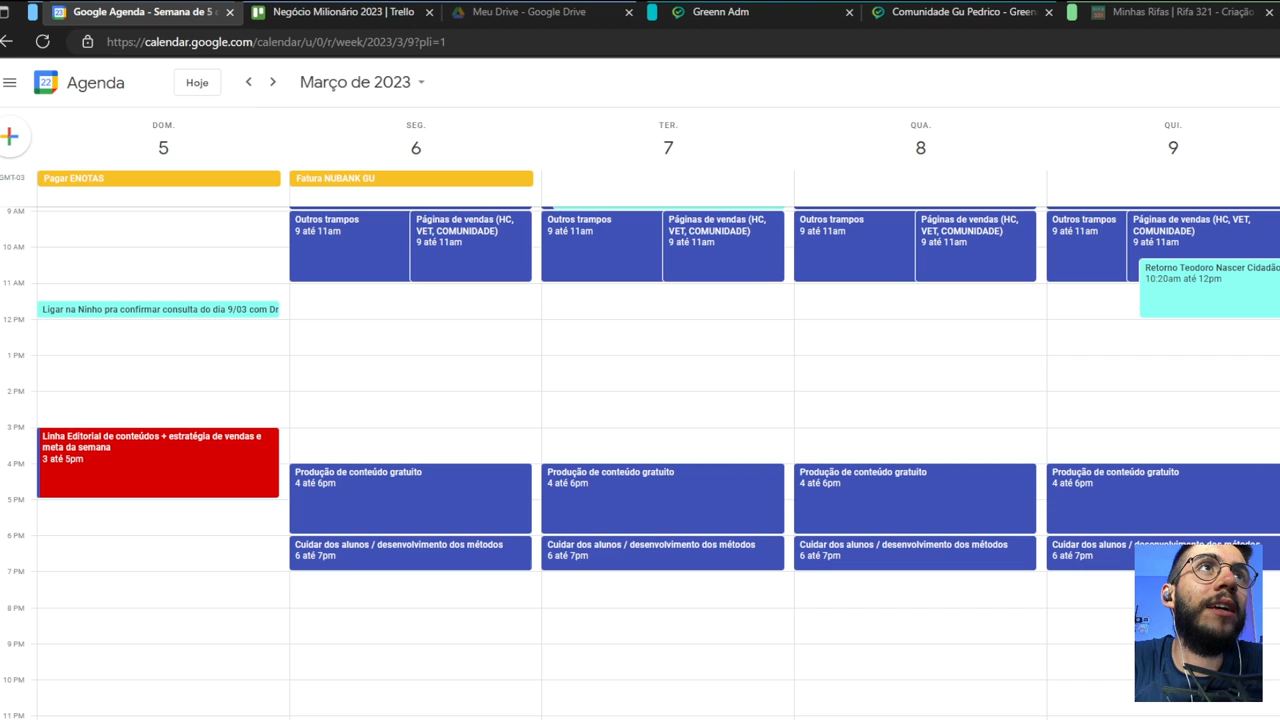 Google Agenda - Semana de 5
Negócio Milionário 2023 | Trello
Meu Drive - Google Drive
Greenn Adm
Comunidade Gu Pedrico - Greenn
Minhas Rifas | Rifa 321 - Criação
https://calendar.google.com/calendar/u/0/r/week/2023/3/9?pli=1
22
Agenda
Hoje
Março de 2023
DOM.
SEG.
TER.
QUA.
QUI.
5
6
7
8
9
GMT-03
Pagar ENOTAS
Fatura NUBANK GU
9 AM
10 AM
11 AM
12 PM
1 PM
2 PM
3 PM
4 PM
5 PM
6 PM
7 PM
8 PM
9 PM
10 PM
11 PM
Ligar na Ninho pra confirmar consulta do dia 9/03 com Dr
Linha Editorial de conteúdos + estratégia de vendas e
meta da semana
3 até 5pm
Outros trampos
9 até 11am
Páginas de vendas (HC,
VET, COMUNIDADE)
9 até 11am
Produção de conteúdo gratuito
4 até 6pm
Cuidar dos alunos / desenvolvimento dos métodos
6 até 7pm
Outros trampos
9 até 11am
Páginas de vendas (HC,
VET, COMUNIDADE)
9 até 11am
Produção de conteúdo gratuito
4 até 6pm
Cuidar dos alunos / desenvolvimento dos métodos
6 até 7pm
Outros trampos
9 até 11am
Páginas de vendas (HC,
VET, COMUNIDADE)
9 até 11am
Produção de conteúdo gratuito
4 até 6pm
Cuidar dos alunos / desenvolvimento dos métodos
6 até 7pm
Outros trampos
9 até 11am
Páginas de vendas (HC, VET,
COMUNIDADE)
9 até 11am
Retorno Teodoro Nascer Cidadão
10:20am até 12pm
Produção de conteúdo gratuito
4 até 6pm
Cuidar dos alunos / desenvolvimento dos métodos
6 até 7pm